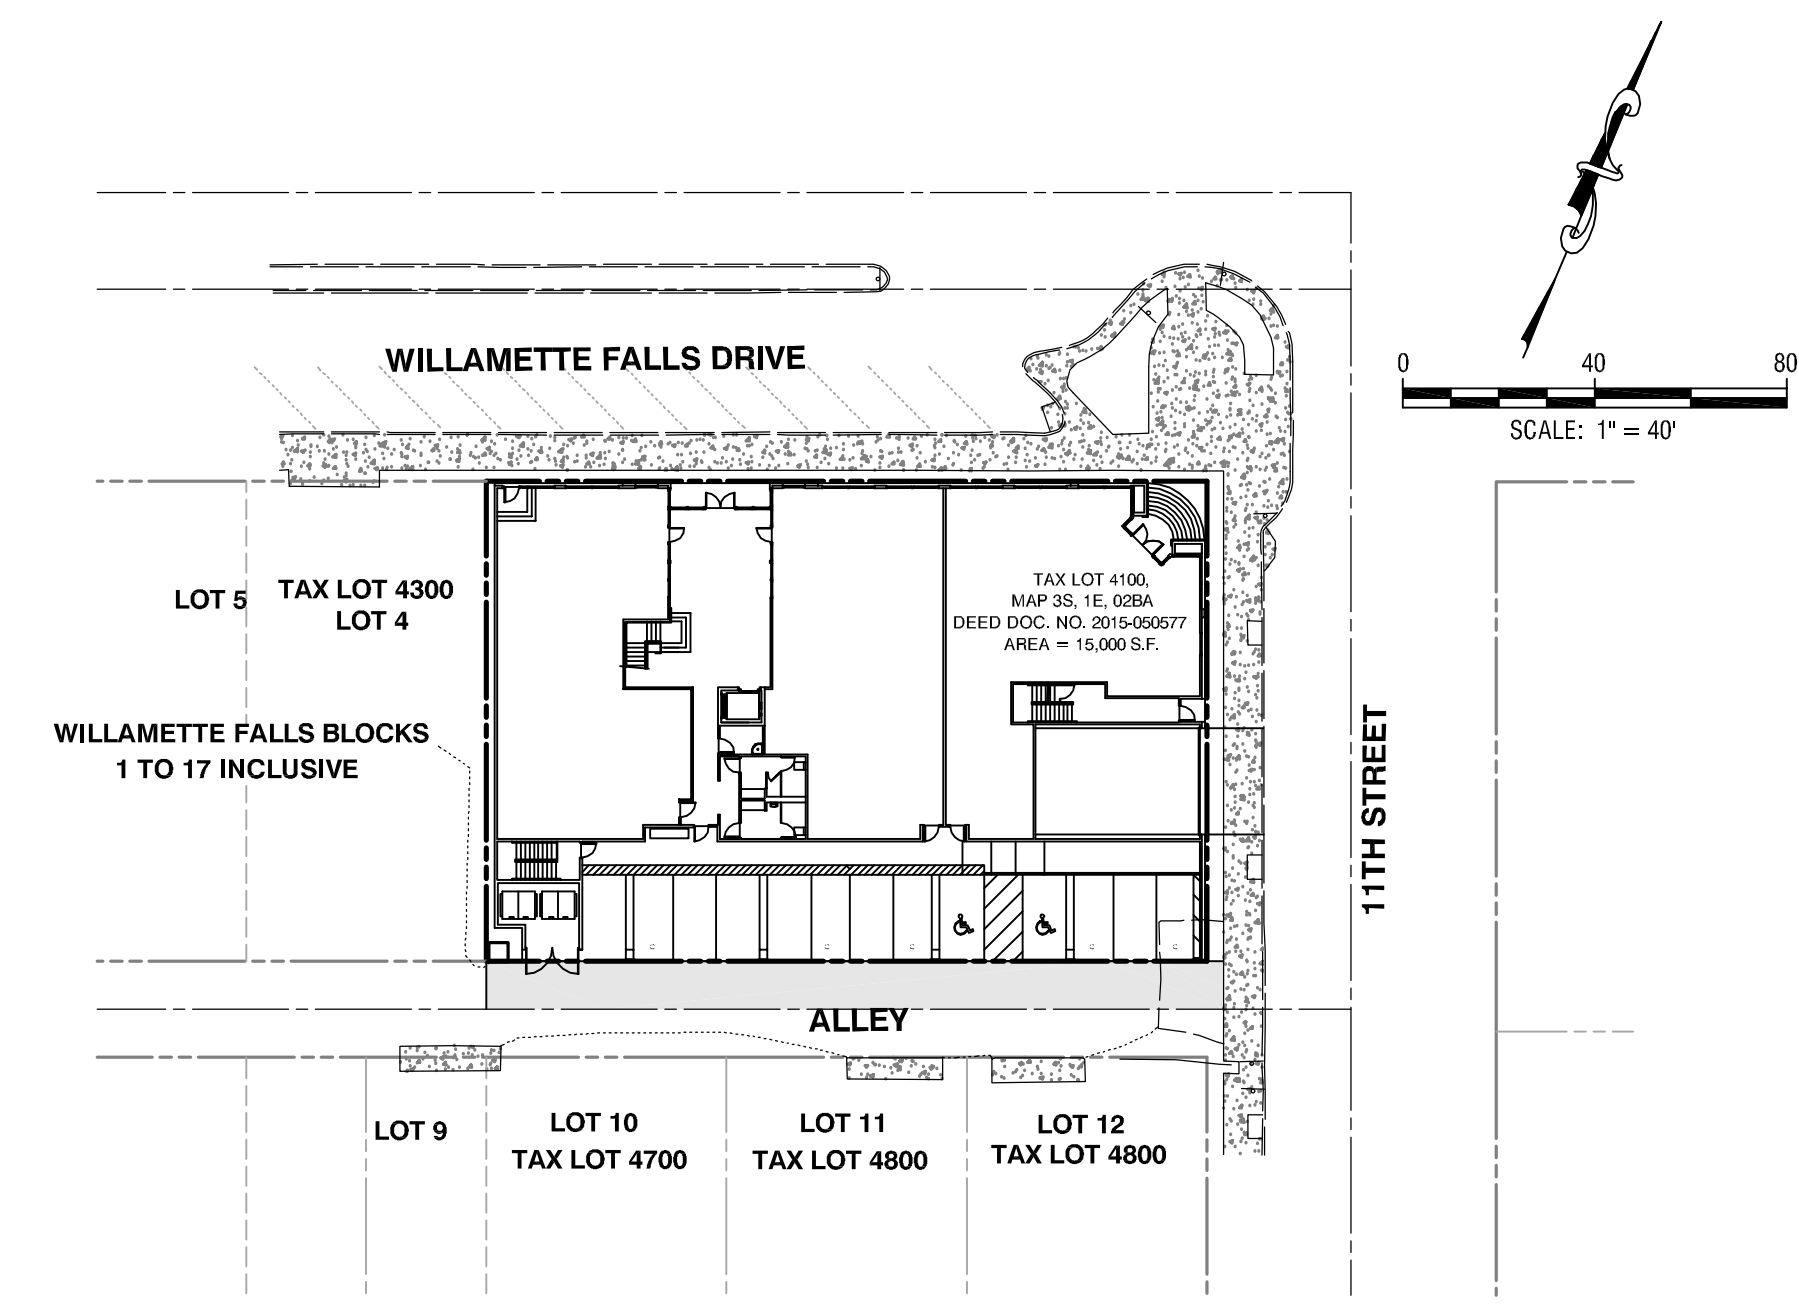 WILLAMETTE FALLS DRIVE
0 40 80
SCALE: 1" = 40'
LOT 5
TAX LOT 4300
LOT 4
TAX LOT 4100,
MAP 3S, 1E, 02BA
DEED DOC. NO. 2015-050577
AREA = 15,000 S.F.
WILLAMETTE FALLS BLOCKS
1 TO 17 INCLUSIVE
11TH STREET
ALLEY
LOT 9
LOT 10
TAX LOT 4700
LOT 11
TAX LOT 4800
LOT 12
TAX LOT 4800